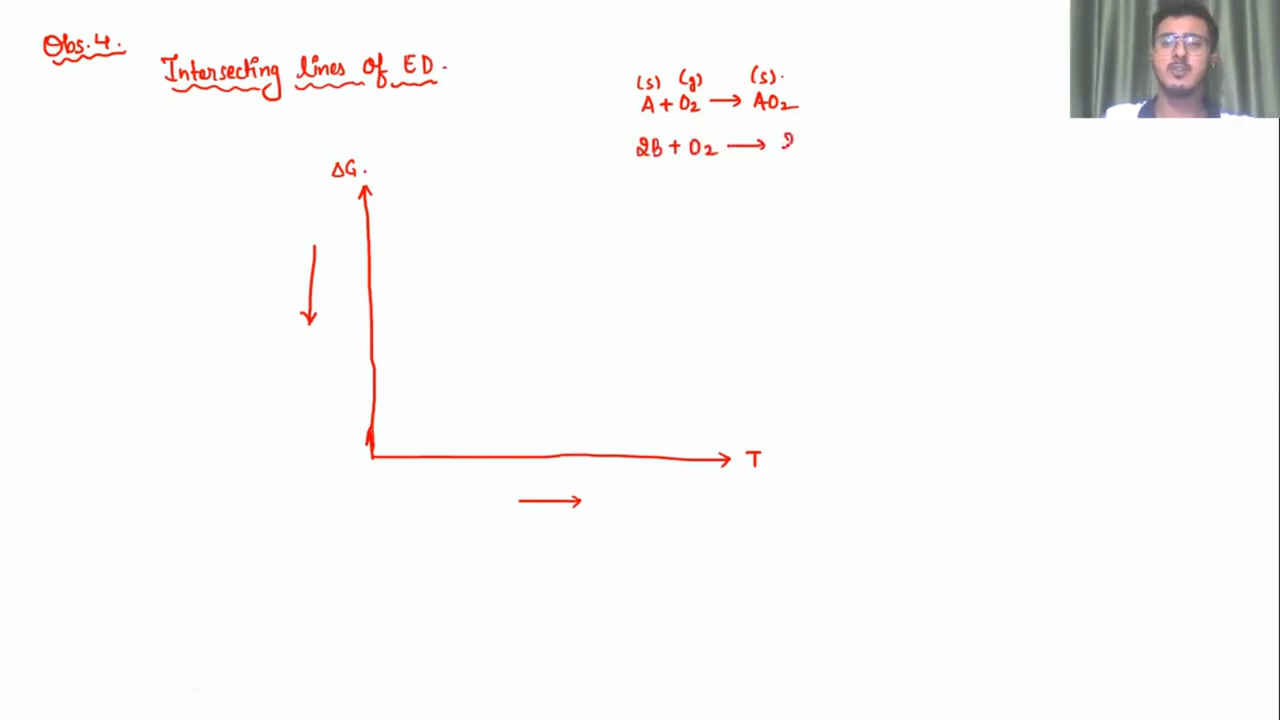 Obs.4.
Intersecting lines of ED.
(s) (g) (s).
A + O2 → AO2
2B + O2 →
ΔG.
T